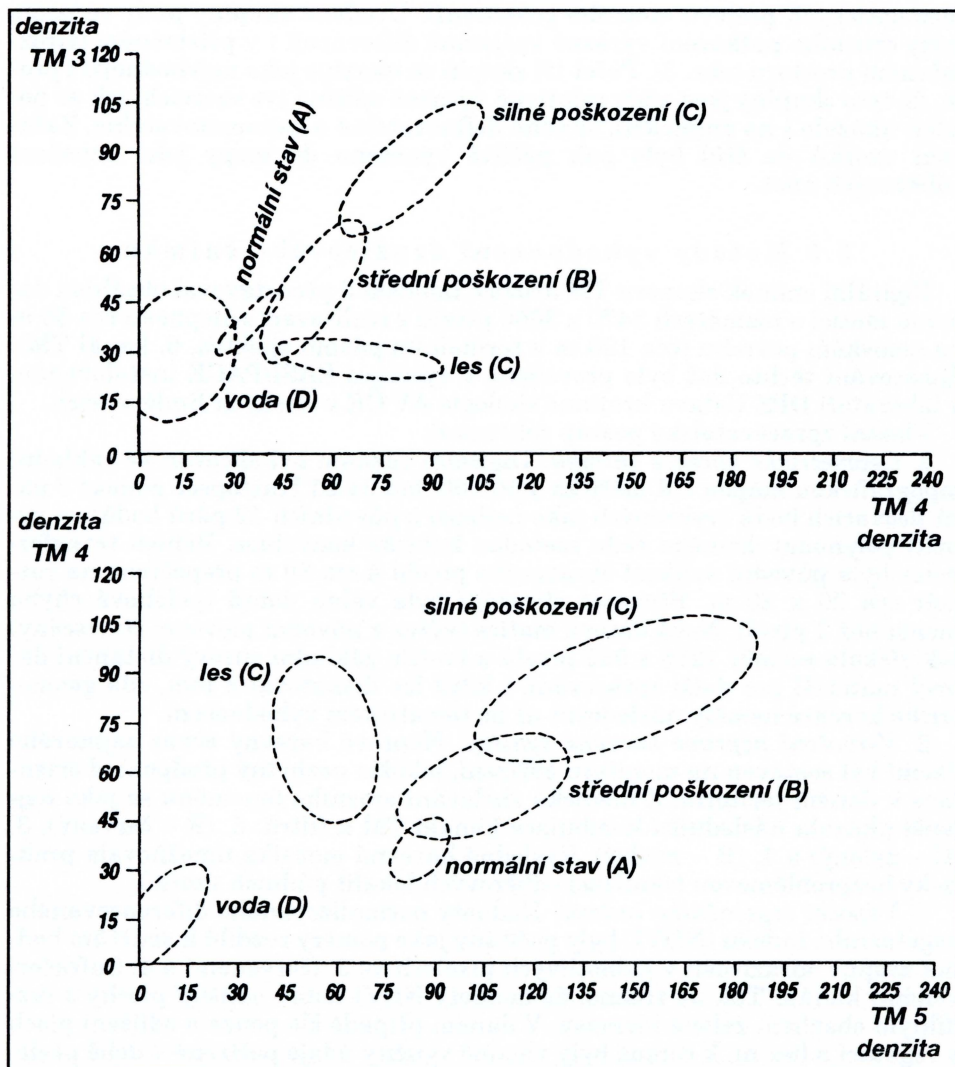 denzita
TM 3
120
105
90
75
60
45
30
15
0
normální stav (A)
silné poškození (C)
střední poškození (B)
les (C)
voda (D)
0 15 30 45 60 75 90 105 120 135 150 165 180 195 210 225 240
TM 4
denzita
denzita
TM 4
120
105
90
75
60
45
30
15
0
silné poškození (C)
les (C)
střední poškození (B)
normální stav (A)
voda (D)
0 15 30 45 60 75 90 105 120 135 150 165 180 195 210 225 240
TM 5
denzita